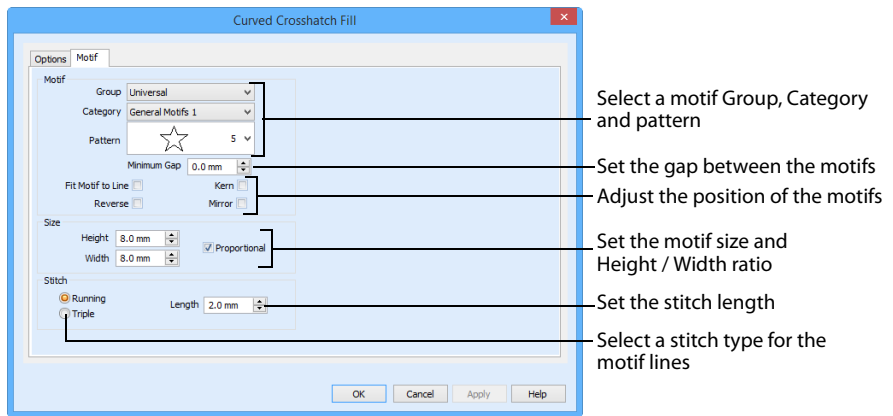 Curved Crosshatch Fill
Options Motif
Motif
Group Universal
Category General Motifs 1
Pattern 5
Minimum Gap 0.0 mm
Fit Motif to Line Kern
Reverse Mirror
Size
Height 8.0 mm
Width 8.0 mm
Proportional
Stitch
Running
Triple
Length 2.0 mm
OK Cancel Apply Help
Select a motif Group, Category
and pattern
Set the gap between the motifs
Adjust the position of the motifs
Set the motif size and
Height / Width ratio
Set the stitch length
Select a stitch type for the
motif lines